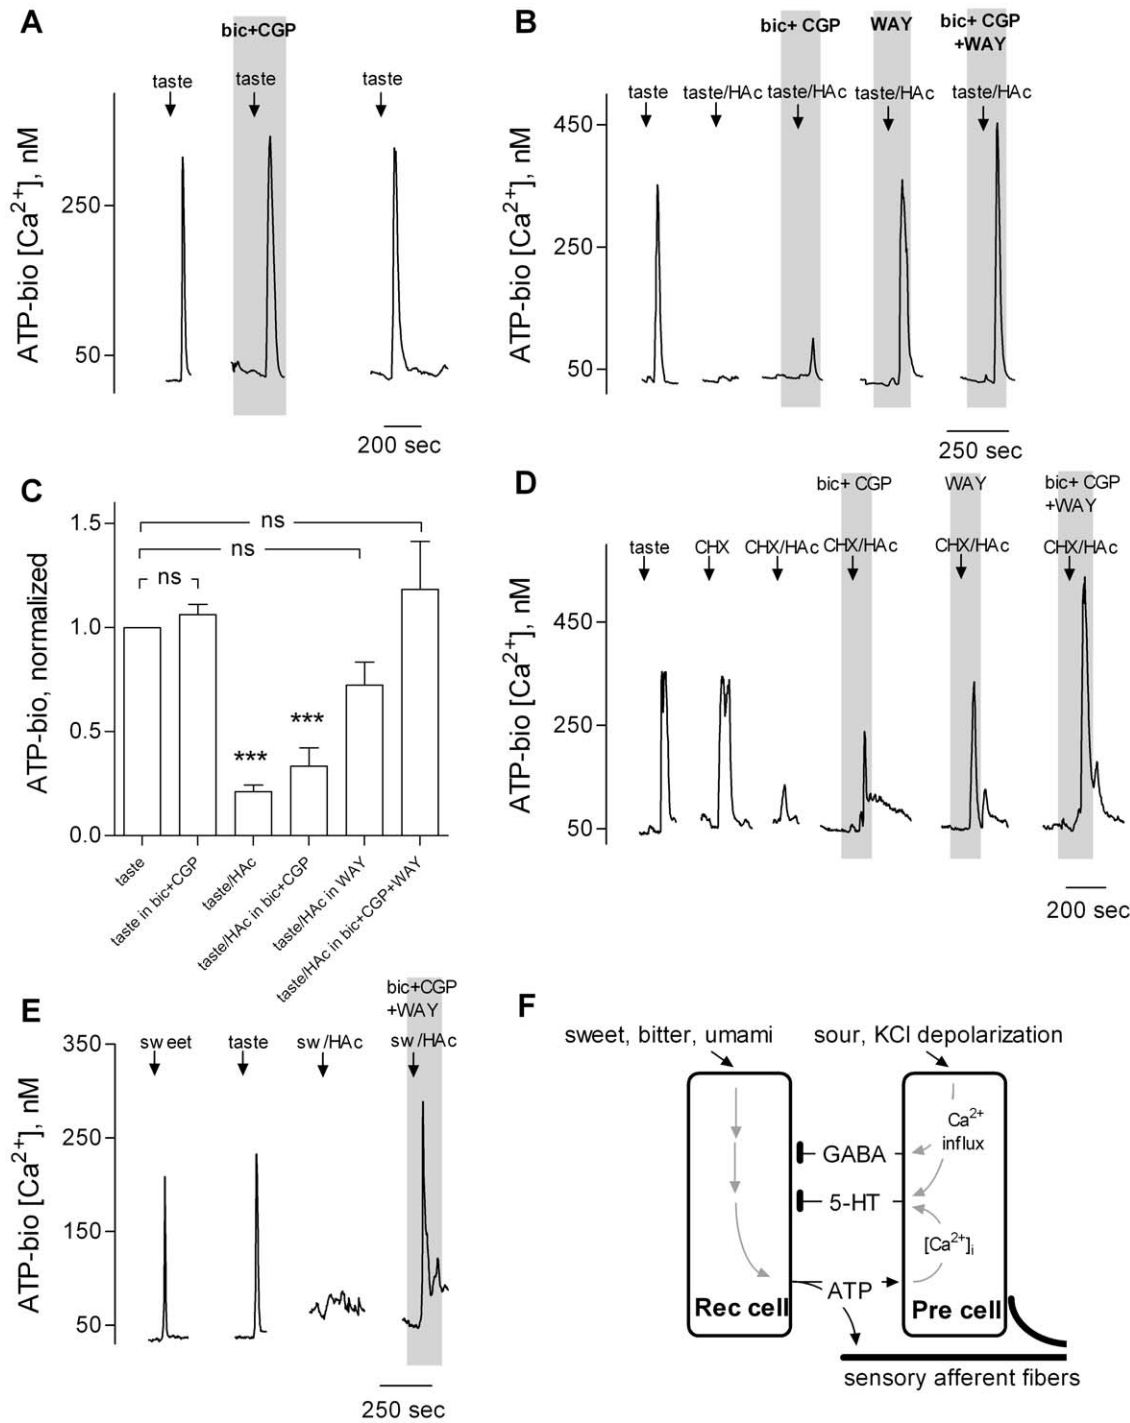 A
bic+CGP
taste
taste
taste
ATP-bio [Ca²⁺], nM
250
50
200 sec
B
bic+ CGP
WAY
bic+ CGP
+WAY
taste
taste/HAc
taste/HAc
taste/HAc
taste/HAc
ATP-bio [Ca²⁺], nM
450
250
50
250 sec
C
ATP-bio, normalized
1.5
1.0
0.5
0.0
ns
ns
ns
***
***
taste
taste in bic+CGP
taste/HAc
taste/HAc in bic+CGP
taste/HAc in WAY
taste/HAc in bic+CGP+WAY
D
bic+ CGP
WAY
bic+ CGP
+WAY
taste
CHX
CHX/HAc
CHX/HAc
CHX/HAc
CHX/HAc
ATP-bio [Ca²⁺], nM
450
250
50
200 sec
E
bic+CGP
+WAY
sweet
taste
sw/HAc
sw/HAc
ATP-bio [Ca²⁺], nM
350
250
150
50
250 sec
F
sweet, bitter, umami
sour, KCl depolarization
Ca²⁺
influx
GABA
5-HT
[Ca²⁺]i
ATP
Rec cell
Pre cell
sensory afferent fibers